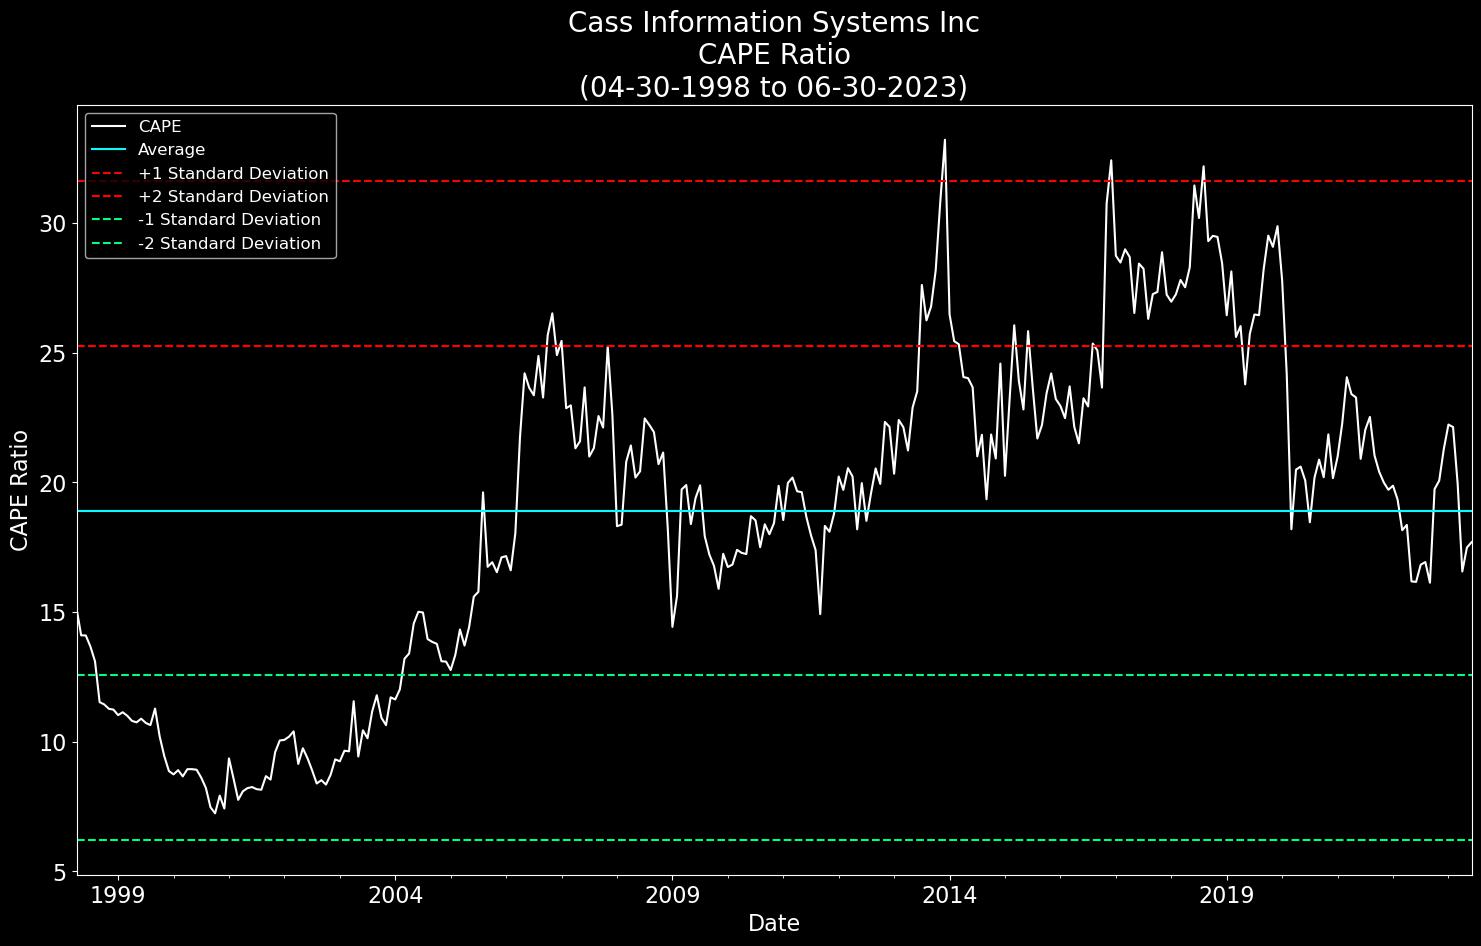 Cass Information Systems Inc
CAPE Ratio
(04-30-1998 to 06-30-2023)
CAPE
Average
+1 Standard Deviation
+2 Standard Deviation
-1 Standard Deviation
-2 Standard Deviation
CAPE Ratio
30
25
20
15
10
5
1999
2004
2009
2014
2019
Date